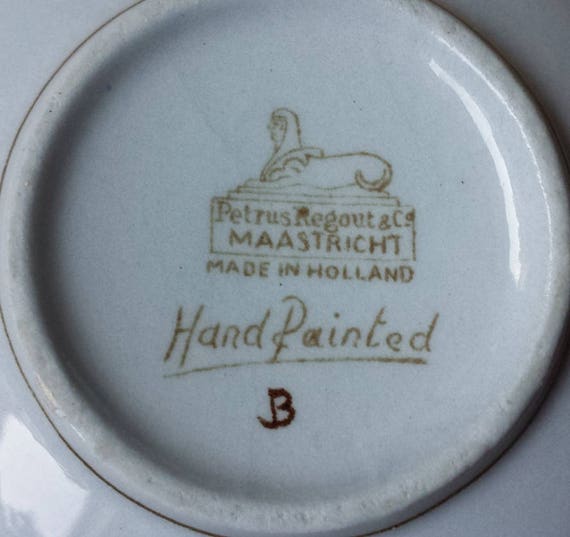 Petrus Regout & Co
MAASTRICHT
MADE IN HOLLAND
Hand Painted
B